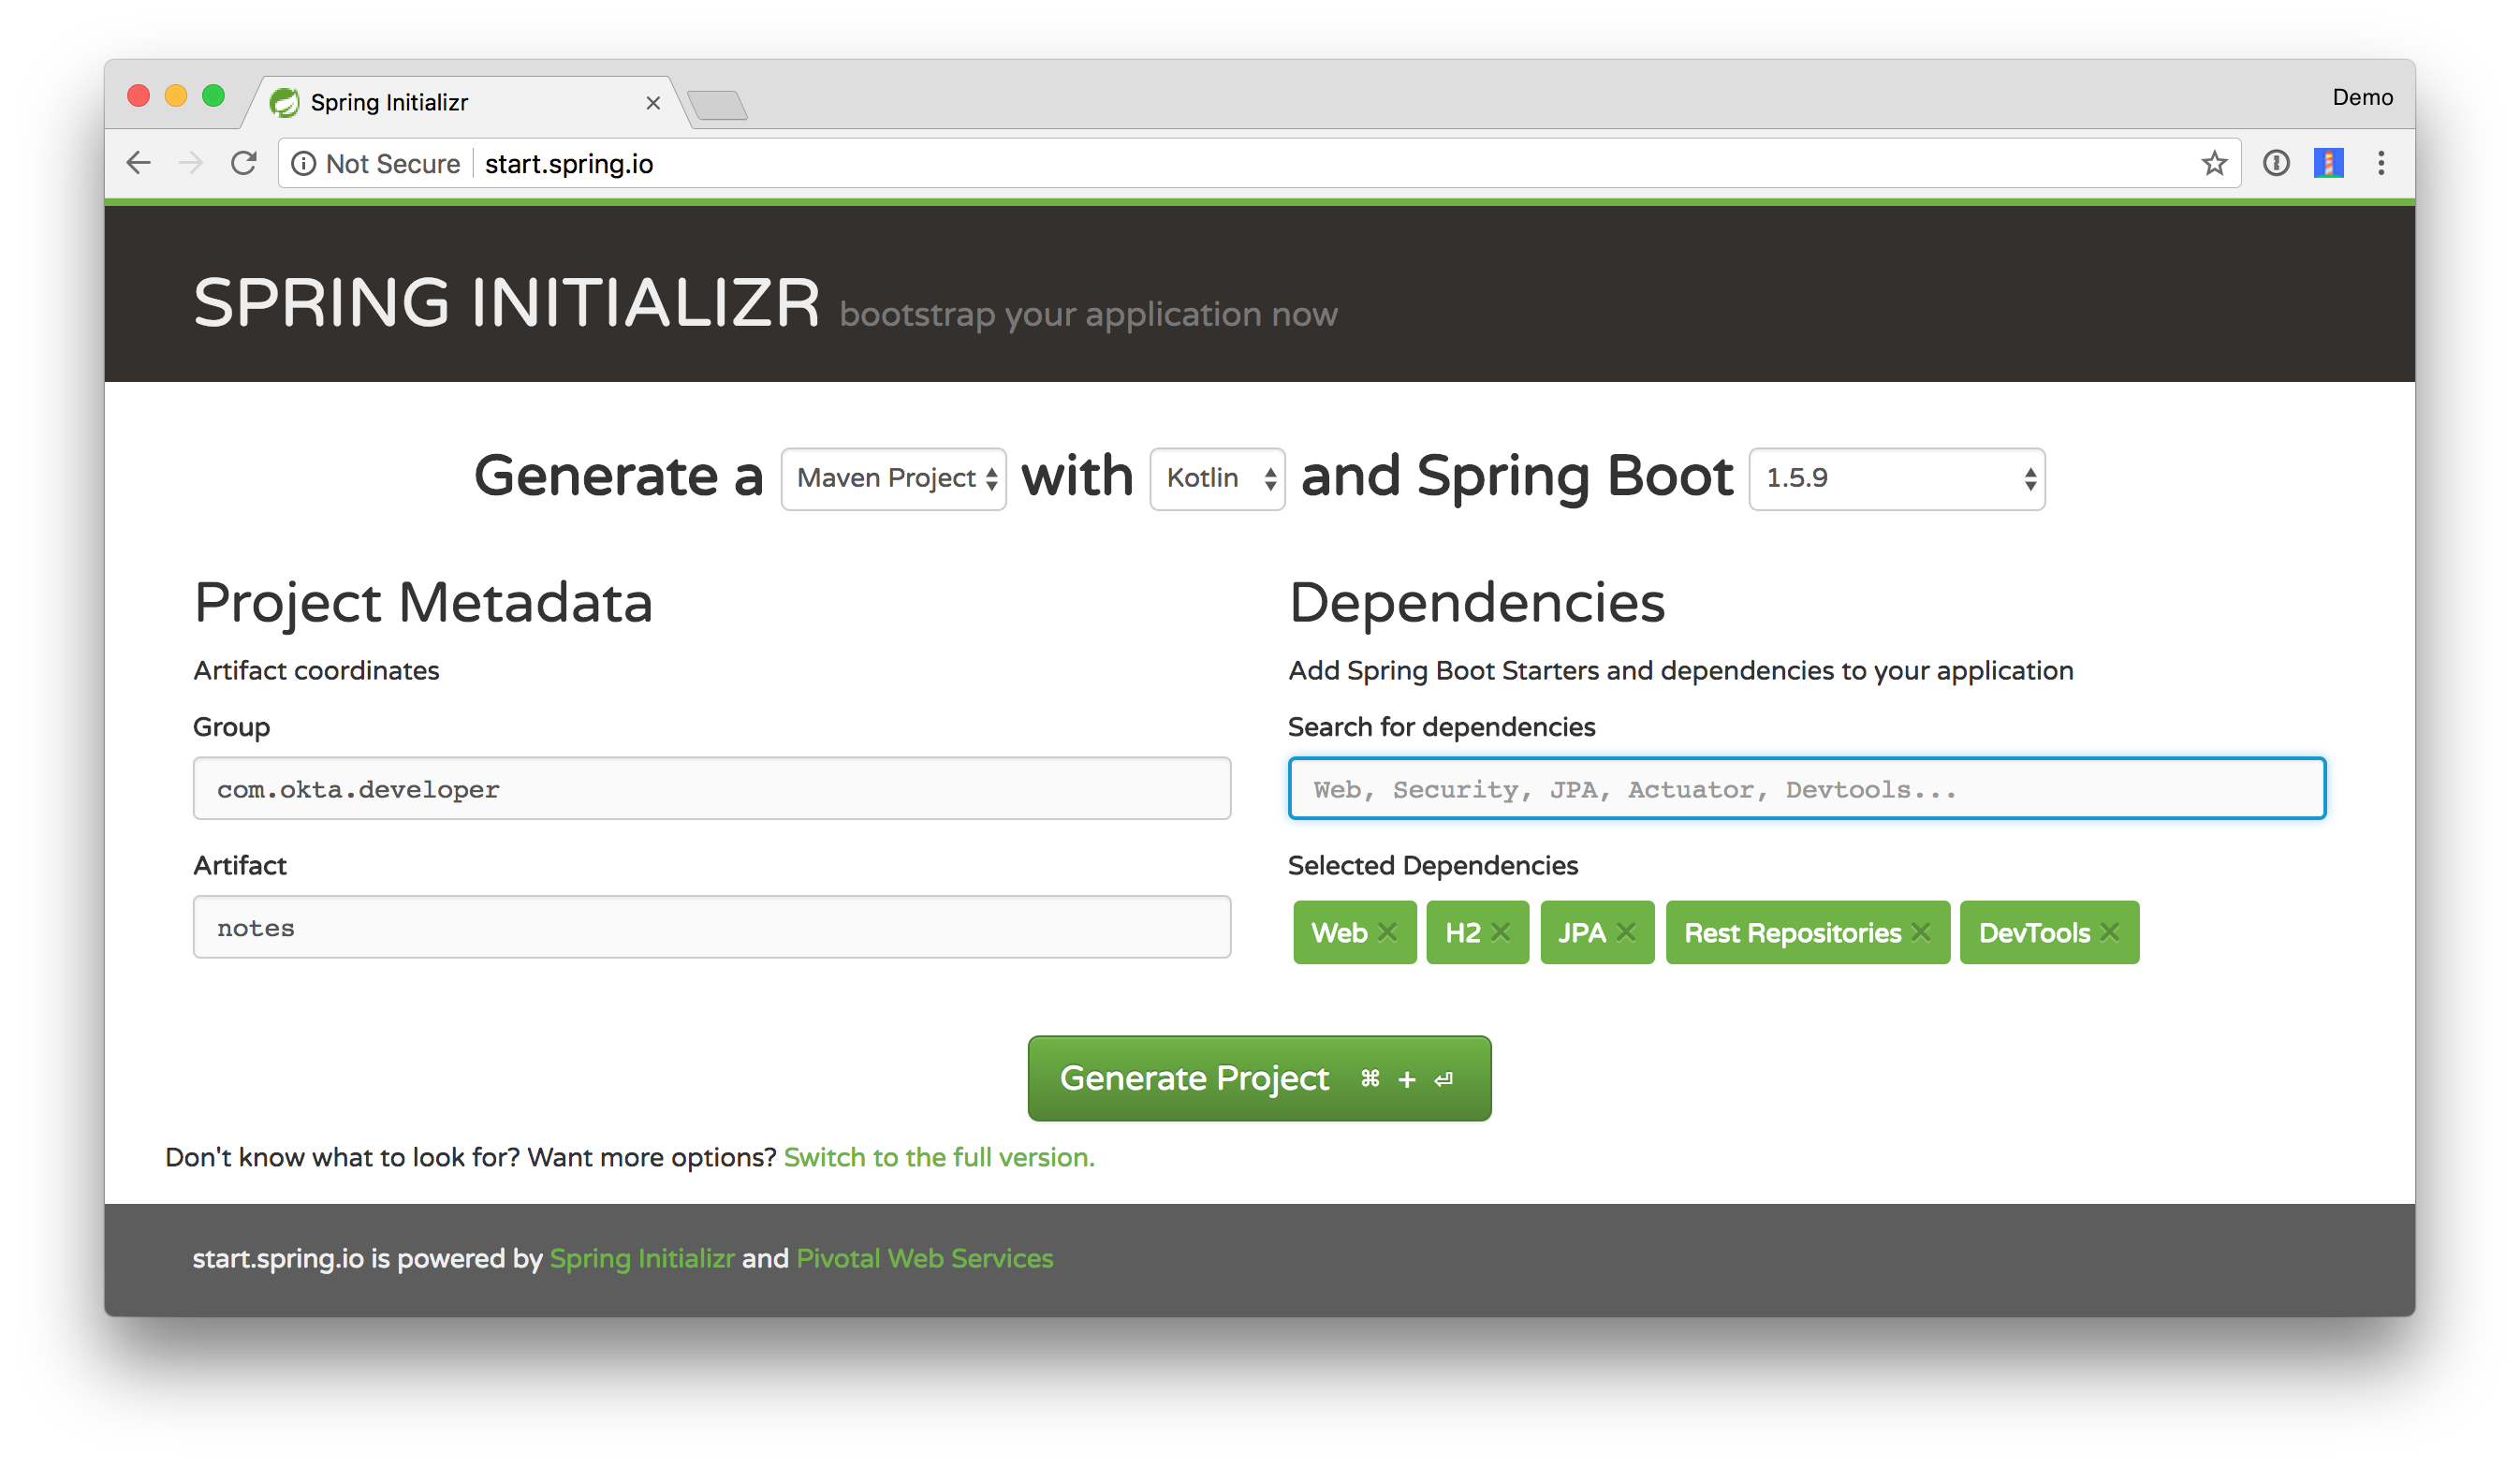 Spring Initializr
Demo
Not Secure start.spring.io
SPRING INITIALIZR bootstrap your application now
Generate a Maven Project with Kotlin and Spring Boot 1.5.9
Project Metadata
Artifact coordinates
Group
com.okta.developer
Artifact
notes
Dependencies
Add Spring Boot Starters and dependencies to your application
Search for dependencies
Web, Security, JPA, Actuator, Devtools...
Selected Dependencies
Web H2 JPA Rest Repositories DevTools
Generate Project ⌘ + ⏎
Don't know what to look for? Want more options? Switch to the full version.
start.spring.io is powered by Spring Initializr and Pivotal Web Services